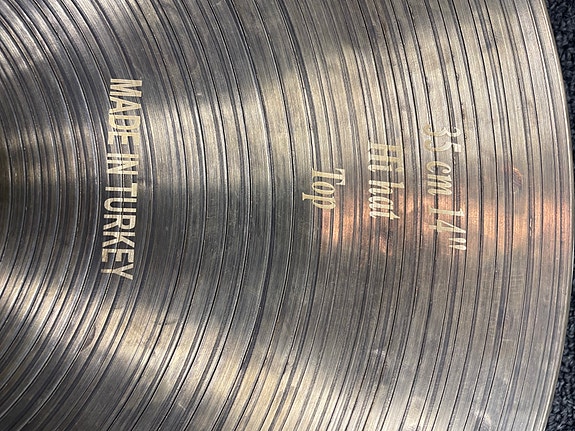 MADE IN TURKEY
Top
Hi hat
35 cm 14"